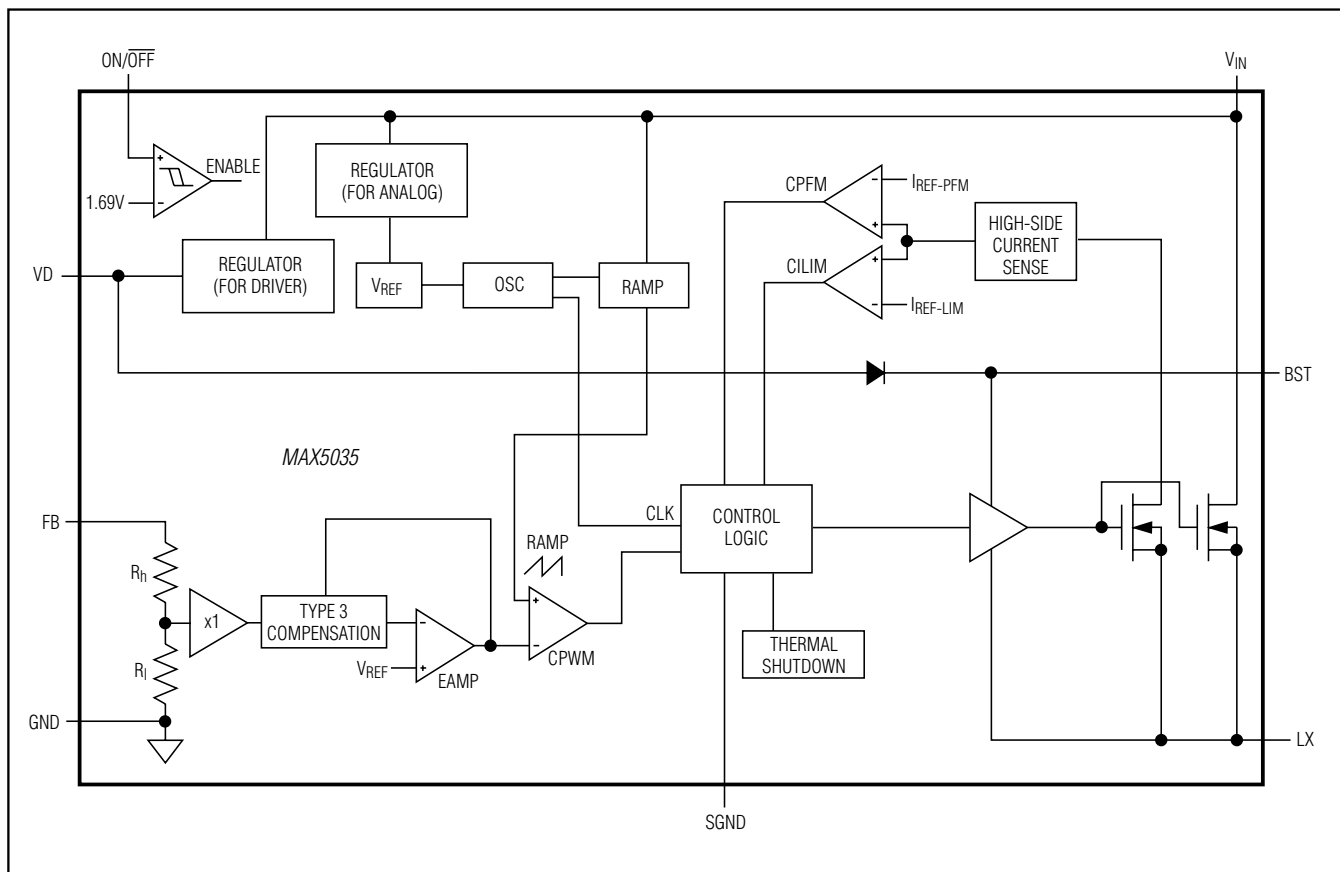 ON/OFF
VIN
ENABLE
1.69V
REGULATOR
(FOR ANALOG)
CPFM
IREF-PFM
HIGH-SIDE
CURRENT
SENSE
VD
REGULATOR
(FOR DRIVER)
VREF
OSC
RAMP
CILIM
IREF-LIM
BST
MAX5035
FB
CLK
CONTROL
LOGIC
RAMP
Rh
x1
TYPE 3
COMPENSATION
Rl
VREF
EAMP
CPWM
THERMAL
SHUTDOWN
GND
LX
SGND